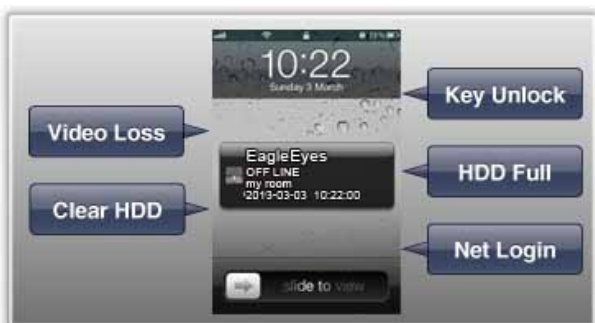 10:22
Sunday 3 March
Key Unlock
Video Loss
EagleEyes
OFF LINE
my room
2013-03-03 10:22:00
HDD Full
Clear HDD
Net Login
slide to view